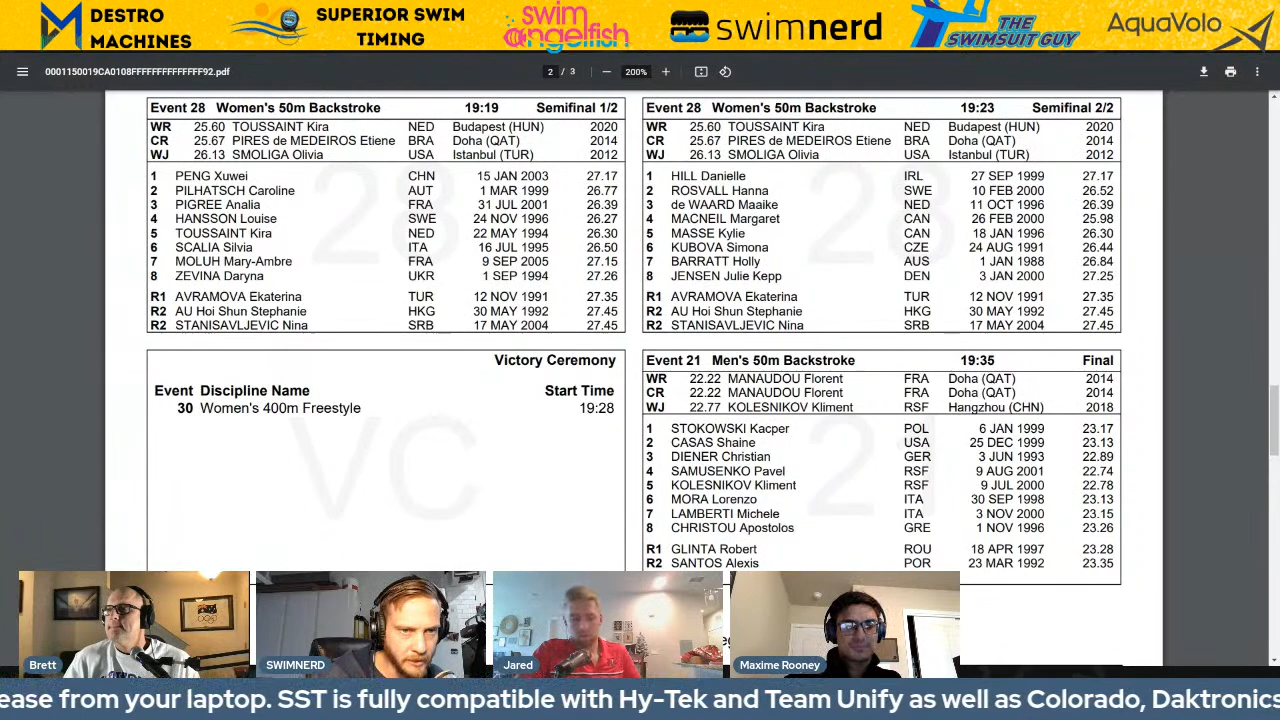 DESTRO
MACHINES
SUPERIOR SWIM
TIMING
swim
angelfish
swimnerd
THE
SWIMSUIT GUY
AquaVolo
0001150019CA0108FFFFFFFFFFFFFF92.pdf
2 / 3
200%
Event 28 Women's 50m Backstroke 19:19 Semifinal 1/2
WR 25.60 TOUSSAINT Kira NED Budapest (HUN) 2020
CR 25.67 PIRES de MEDEIROS Etiene BRA Doha (QAT) 2014
WJ 26.13 SMOLIGA Olivia USA Istanbul (TUR) 2012
1 PENG Xuwei CHN 15 JAN 2003 27.17
2 PILHATSCH Caroline AUT 1 MAR 1999 26.77
3 PIGREE Analia FRA 31 JUL 2001 26.39
4 HANSSON Louise SWE 24 NOV 1996 26.27
5 TOUSSAINT Kira NED 22 MAY 1994 26.30
6 SCALIA Silvia ITA 16 JUL 1995 26.50
7 MOLUH Mary-Ambre FRA 9 SEP 2005 27.15
8 ZEVINA Daryna UKR 1 SEP 1994 27.26
R1 AVRAMOVA Ekaterina TUR 12 NOV 1991 27.35
R2 AU Hoi Shun Stephanie HKG 30 MAY 1992 27.45
R2 STANISAVLJEVIC Nina SRB 17 MAY 2004 27.45
28
Event 28 Women's 50m Backstroke 19:23 Semifinal 2/2
WR 25.60 TOUSSAINT Kira NED Budapest (HUN) 2020
CR 25.67 PIRES de MEDEIROS Etiene BRA Doha (QAT) 2014
WJ 26.13 SMOLIGA Olivia USA Istanbul (TUR) 2012
1 HILL Danielle IRL 27 SEP 1999 27.17
2 ROSVALL Hanna SWE 10 FEB 2000 26.52
3 de WAARD Maaike NED 11 OCT 1996 26.39
4 MACNEIL Margaret CAN 26 FEB 2000 25.98
5 MASSE Kylie CAN 18 JAN 1996 26.30
6 KUBOVA Simona CZE 24 AUG 1991 26.44
7 BARRATT Holly AUS 1 JAN 1988 26.84
8 JENSEN Julie Kepp DEN 3 JAN 2000 27.25
R1 AVRAMOVA Ekaterina TUR 12 NOV 1991 27.35
R2 AU Hoi Shun Stephanie HKG 30 MAY 1992 27.45
R2 STANISAVLJEVIC Nina SRB 17 MAY 2004 27.45
28
Victory Ceremony
Event Discipline Name Start Time
30 Women's 400m Freestyle 19:28
VC
Event 21 Men's 50m Backstroke 19:35 Final
WR 22.22 MANAUDOU Florent FRA Doha (QAT) 2014
CR 22.22 MANAUDOU Florent FRA Doha (QAT) 2014
WJ 22.77 KOLESNIKOV Kliment RSF Hangzhou (CHN) 2018
1 STOKOWSKI Kacper POL 6 JAN 1999 23.17
2 CASAS Shaine USA 25 DEC 1999 23.13
3 DIENER Christian GER 3 JUN 1993 22.89
4 SAMUSENKO Pavel RSF 9 AUG 2001 22.74
5 KOLESNIKOV Kliment RSF 9 JUL 2000 22.78
6 MORA Lorenzo ITA 30 SEP 1998 23.13
7 LAMBERTI Michele ITA 3 NOV 2000 23.15
8 CHRISTOU Apostolos GRE 1 NOV 1996 23.26
R1 GLINTA Robert ROU 18 APR 1997 23.28
R2 SANTOS Alexis POR 23 MAR 1992 23.35
21
Brett
SWIMNERD
Jared
Maxime Rooney
ease from your laptop. SST is fully compatible with Hy-Tek and Team Unify as well as Colorado, Daktronics